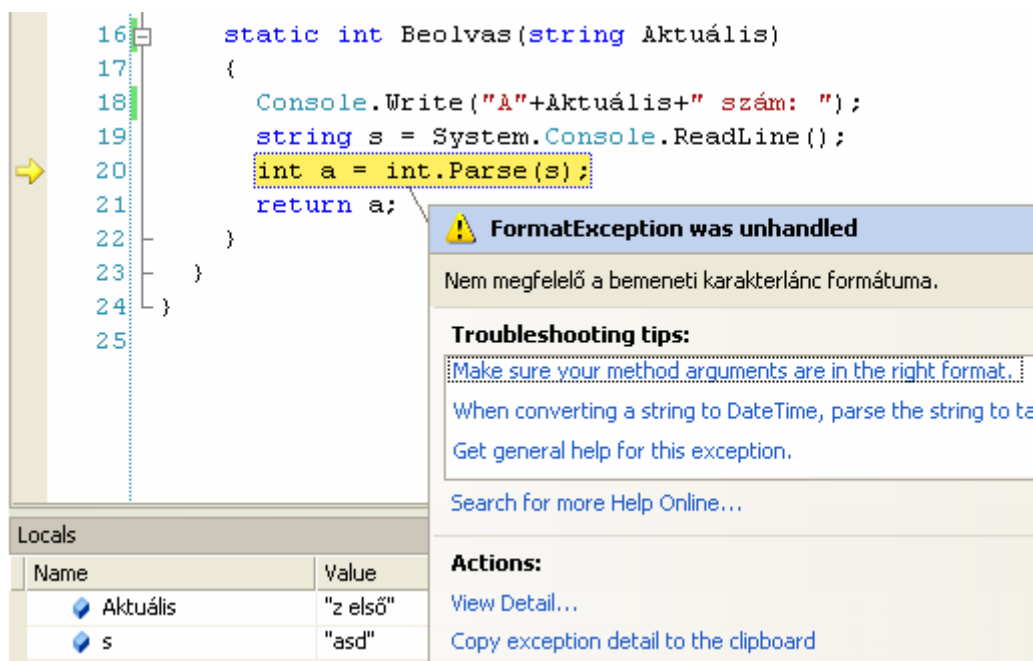 16 static int Beolvas(string Aktuális)
17 {
18 Console.Write("A"+Aktuális+" szám: ");
19 string s = System.Console.ReadLine();
20 int a = int.Parse(s);
21 return a;
22 }
23 }
24 }
25
FormatException was unhandled
Nem megfelelő a bemeneti karakterlánc formátuma.
Troubleshooting tips:
Make sure your method arguments are in the right format.
When converting a string to DateTime, parse the string to ta
Get general help for this exception.
Search for more Help Online...
Actions:
View Detail...
Copy exception detail to the clipboard
Locals
Name Value
Aktuális "z első"
s "asd"